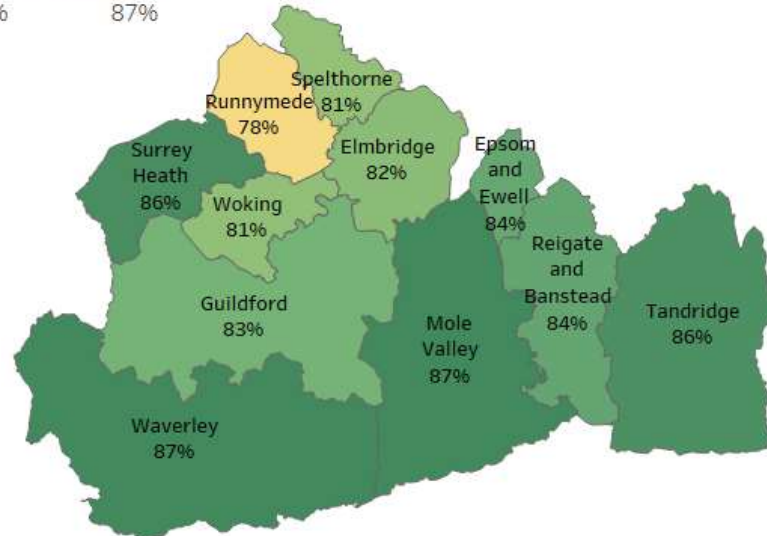 %
87%
Spelthorne
81%
Runnymede
78%
Elmbridge
82%
Epsom
and
Ewell
84%
Surrey
Heath
86%
Woking
81%
Reigate
and
Banstead
84%
Guildford
83%
Mole
Valley
87%
Tandridge
86%
Waverley
87%